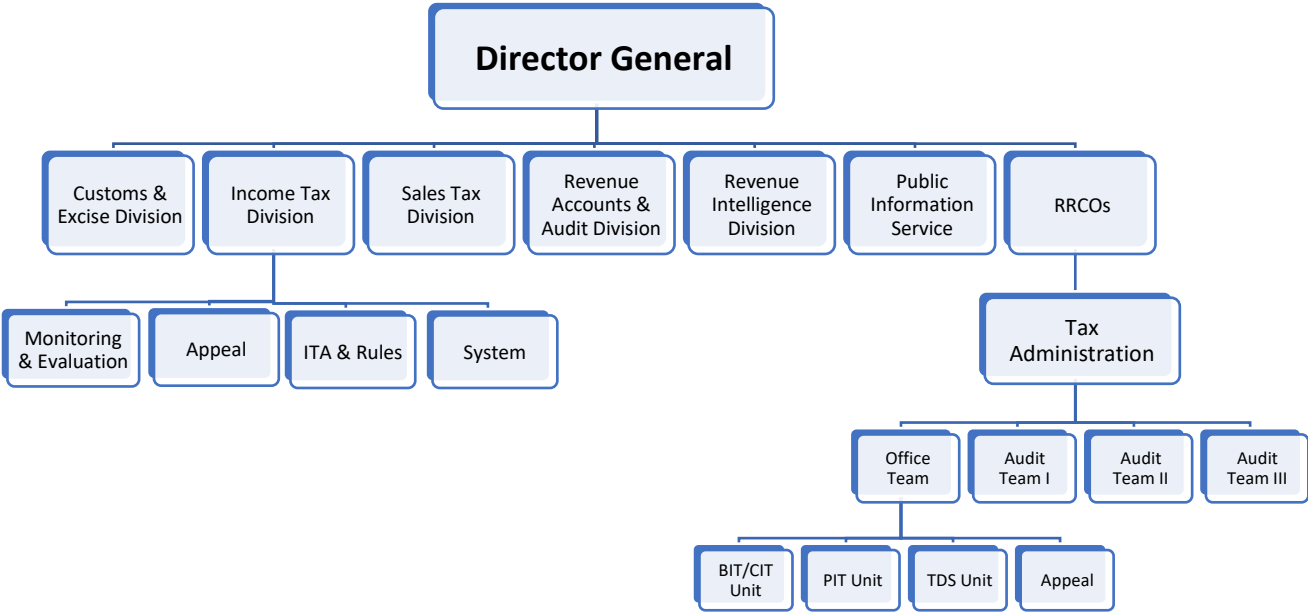 Director General
Customs &
Excise Division
Income Tax
Division
Sales Tax
Division
Revenue
Accounts &
Audit Division
Revenue
Intelligence
Division
Public
Information
Service
RRCOs
Monitoring
& Evaluation
Appeal
ITA & Rules
System
Tax
Administration
Office
Team
Audit
Team I
Audit
Team II
Audit
Team III
BIT/CIT
Unit
PIT Unit
TDS Unit
Appeal